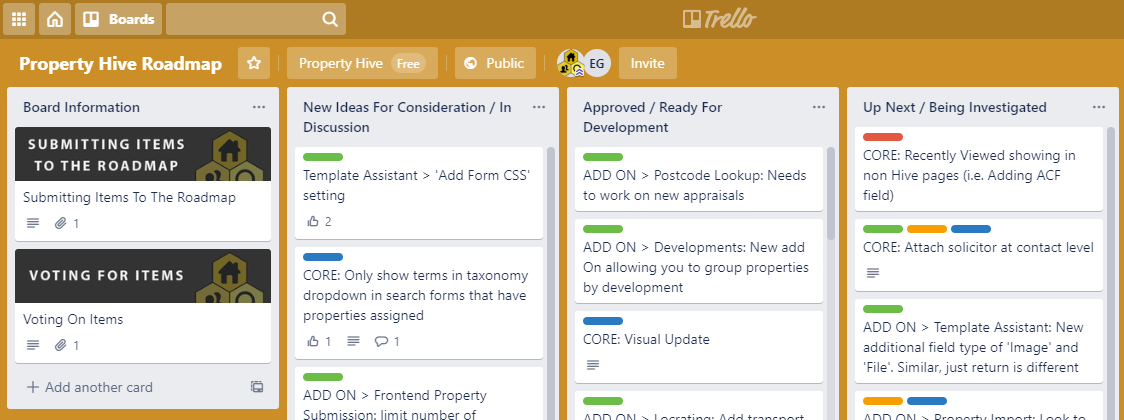 Boards
Trello
Property Hive Roadmap
Property Hive Free
Public
EG
Invite
Board Information
SUBMITTING ITEMS
TO THE ROADMAP
Submitting Items To The Roadmap
1
VOTING FOR ITEMS
Voting On Items
1
+ Add another card
New Ideas For Consideration / In
Discussion
Template Assistant > 'Add Form CSS'
setting
2
CORE: Only show terms in taxonomy
dropdown in search forms that have
properties assigned
1 1
ADD ON > Frontend Property
Submission: limit number of
Approved / Ready For
Development
ADD ON > Postcode Lookup: Needs
to work on new appraisals
ADD ON > Developments: New add
On allowing you to group properties
by development
CORE: Visual Update
ADD ON > Locrating: Add transport
Up Next / Being Investigated
CORE: Recently Viewed showing in
non Hive pages (i.e. Adding ACF
field)
CORE: Attach solicitor at contact level
ADD ON > Template Assistant: New
additional field type of 'Image' and
'File'. Similar, just return is different
ADD ON > Property Import: Look to